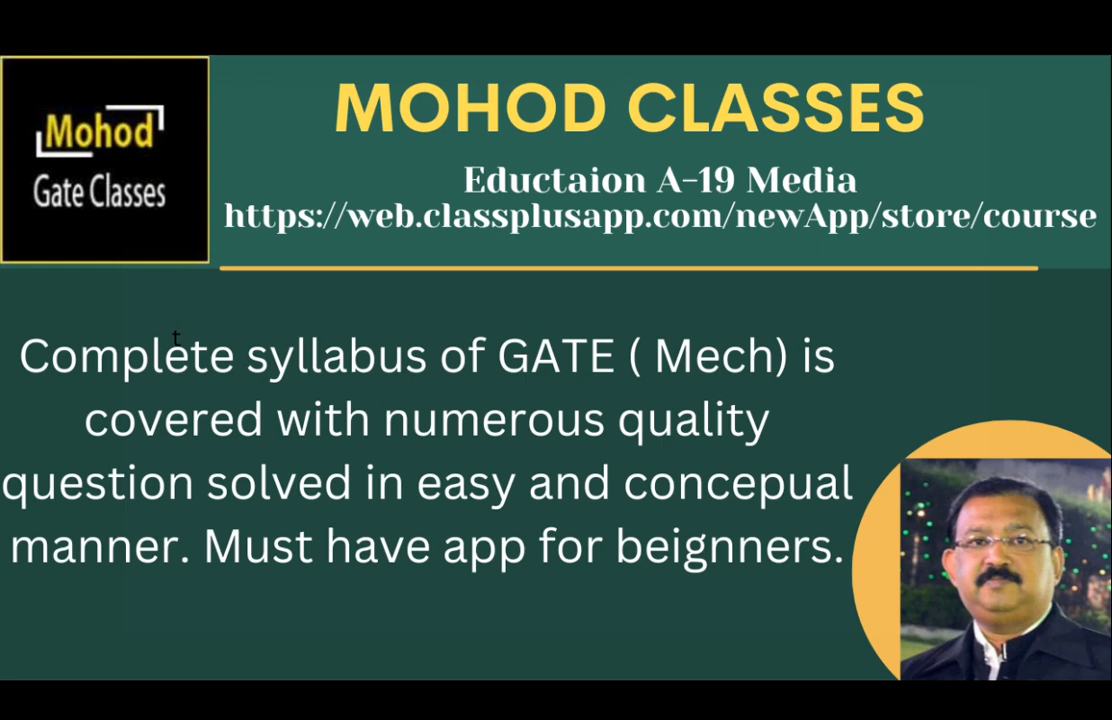 Mohod
Gate Classes
MOHOD CLASSES
Eductaion A-19 Media
https://web.classplusapp.com/newApp/store/course
t
Complete syllabus of GATE ( Mech) is
covered with numerous quality
question solved in easy and concepual
manner. Must have app for beignners.